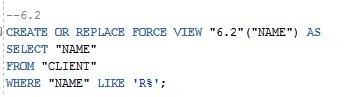 --6.2
CREATE OR REPLACE FORCE VIEW "6.2"("NAME") AS
SELECT "NAME"
FROM "CLIENT"
WHERE "NAME" LIKE 'R%';